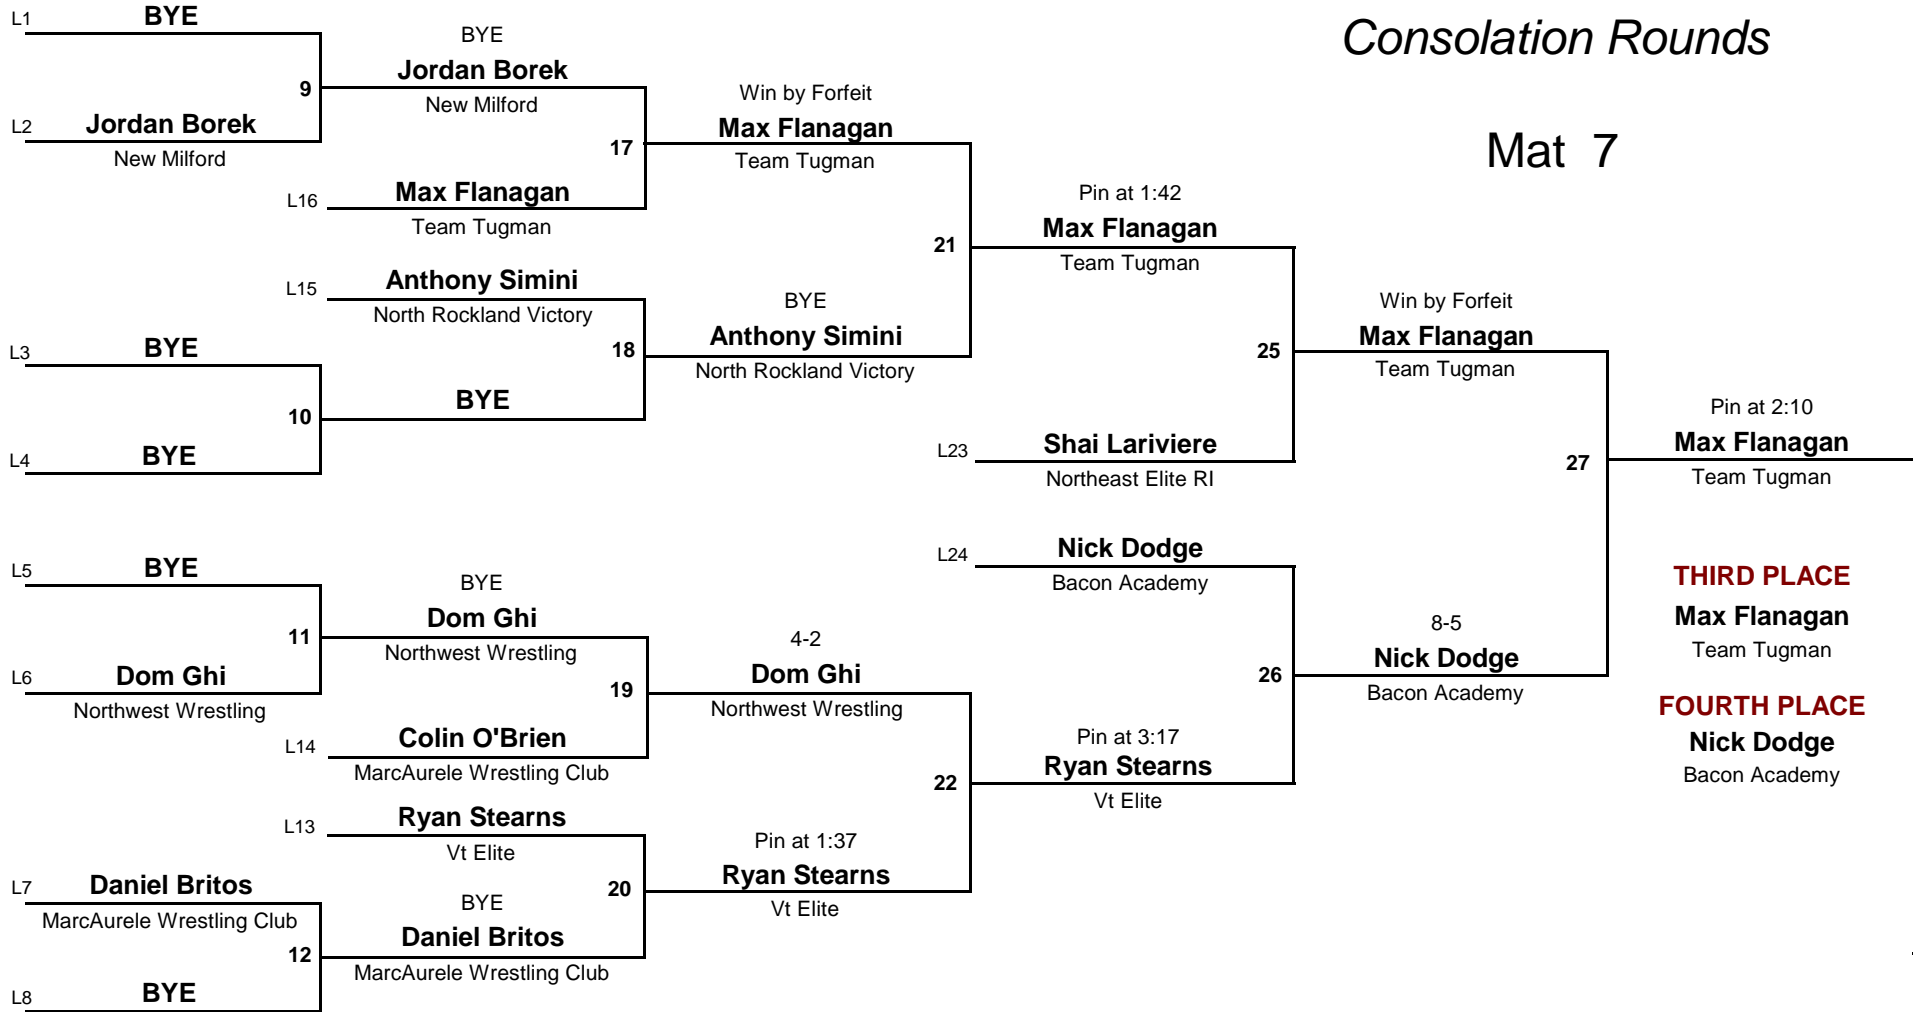 Consolation Rounds
Mat 7
L1 BYE
9
L2 Jordan Borek
New Milford
BYE
Jordan Borek
New Milford
17
L16 Max Flanagan
Team Tugman
Win by Forfeit
Max Flanagan
Team Tugman
21
L15 Anthony Simini
North Rockland Victory
18
L3 BYE
10
L4 BYE
BYE
BYE
Anthony Simini
North Rockland Victory
Pin at 1:42
Max Flanagan
Team Tugman
25
L23 Shai Lariviere
Northeast Elite RI
Win by Forfeit
Max Flanagan
Team Tugman
27
L5 BYE
11
L6 Dom Ghi
Northwest Wrestling
BYE
Dom Ghi
Northwest Wrestling
19
L14 Colin O'Brien
MarcAurele Wrestling Club
4-2
Dom Ghi
Northwest Wrestling
22
L13 Ryan Stearns
Vt Elite
20
L7 Daniel Britos
MarcAurele Wrestling Club
12
L8 BYE
BYE
Daniel Britos
MarcAurele Wrestling Club
Pin at 1:37
Ryan Stearns
Vt Elite
L24 Nick Dodge
Bacon Academy
26
Pin at 3:17
Ryan Stearns
Vt Elite
8-5
Nick Dodge
Bacon Academy
Pin at 2:10
Max Flanagan
Team Tugman
THIRD PLACE
Max Flanagan
Team Tugman
FOURTH PLACE
Nick Dodge
Bacon Academy